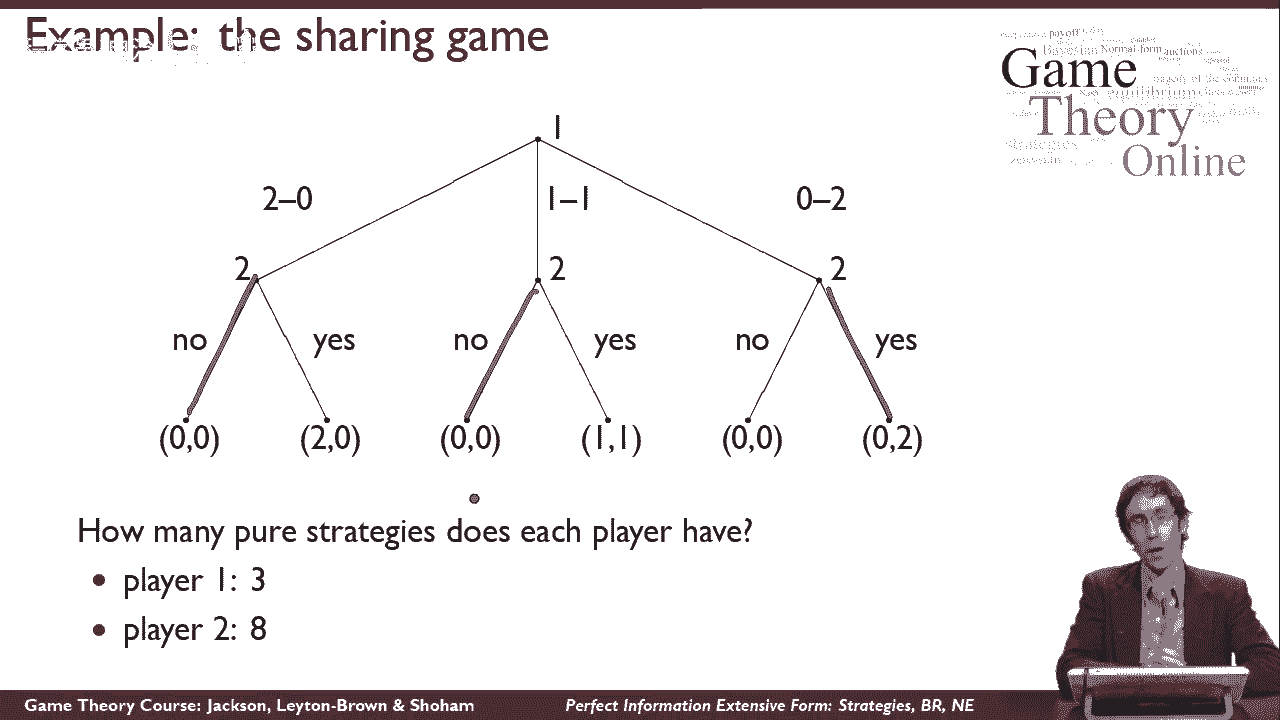 Example: the sharing game
Game
Theory
Online
1
2–0 1–1 0–2
2 2 2
no yes no yes no yes
(0,0) (2,0) (0,0) (1,1) (0,0) (0,2)
How many pure strategies does each player have?
• player 1: 3
• player 2: 8
Game Theory Course: Jackson, Leyton-Brown & Shoham Perfect Information Extensive Form: Strategies, BR, NE